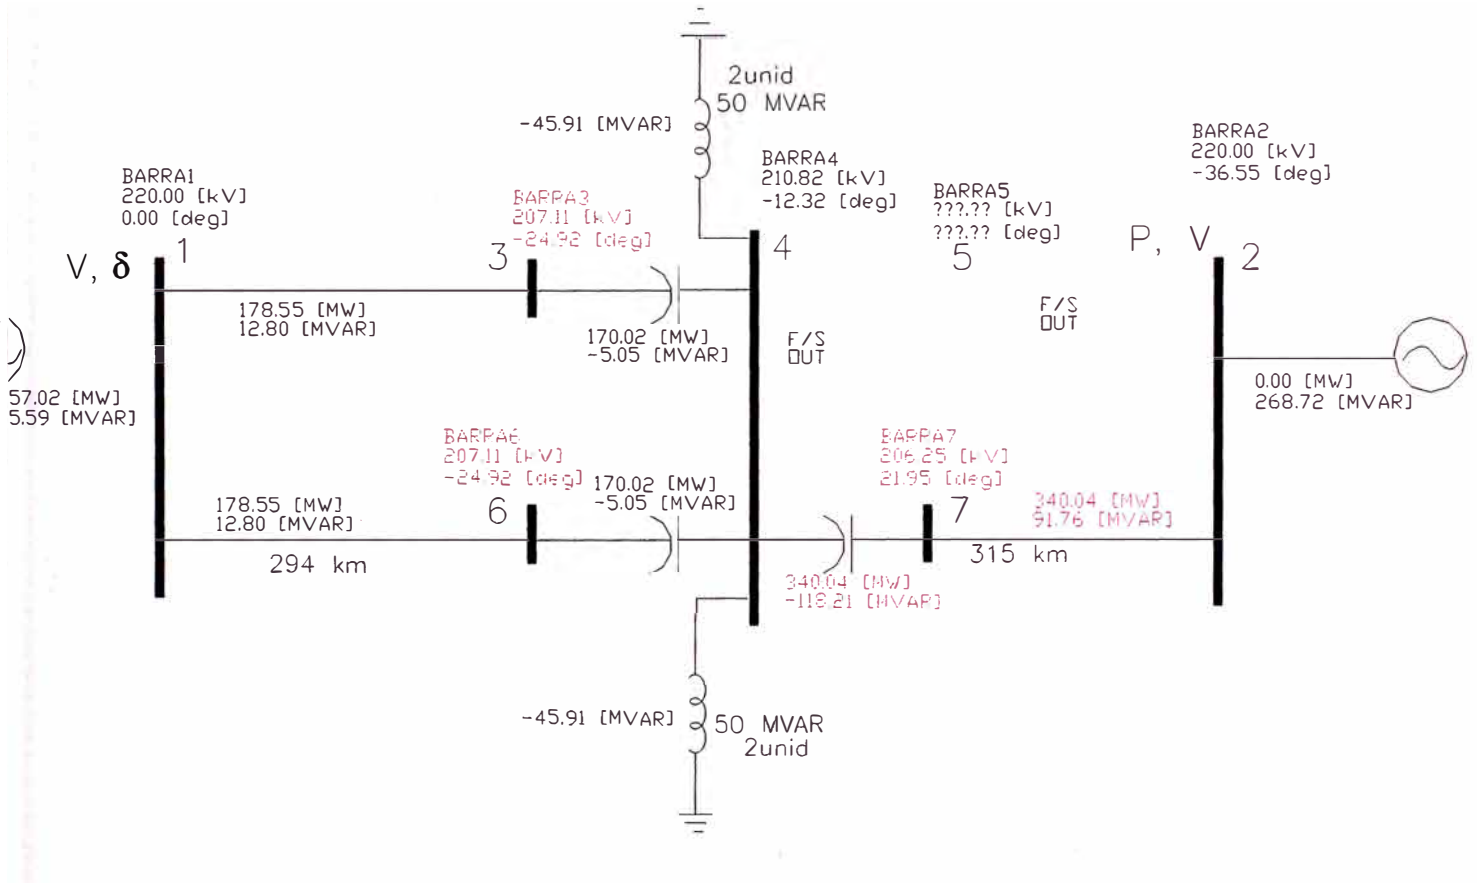 2unid
50 MVAR
-45.91 [MVAR]
BARRA2
220.00 [kV]
-36.55 [deg]
BARRA4
210.82 [kV]
-12.32 [deg]
BARRA1
220.00 [kV]
0.00 [deg]
BARRA3
207.11 [kV]
-24.92 [deg]
BARRA5
???.?? [kV]
???.?? [deg]
V, δ
1
3
4
5
P, V
2
178.55 [MW]
12.80 [MVAR]
170.02 [MW]
-5.05 [MVAR]
F/S
OUT
F/S
OUT
57.02 [MW]
5.59 [MVAR]
0.00 [MW]
268.72 [MVAR]
BARRA6
207.11 [kV]
-24.92 [deg]
170.02 [MW]
-5.05 [MVAR]
BARRA7
206.25 [kV]
21.95 [deg]
178.55 [MW]
12.80 [MVAR]
6
7
340.04 [MW]
91.76 [MVAR]
294 km
315 km
340.04 [MW]
-118.21 [MVAR]
-45.91 [MVAR]
50 MVAR
2unid